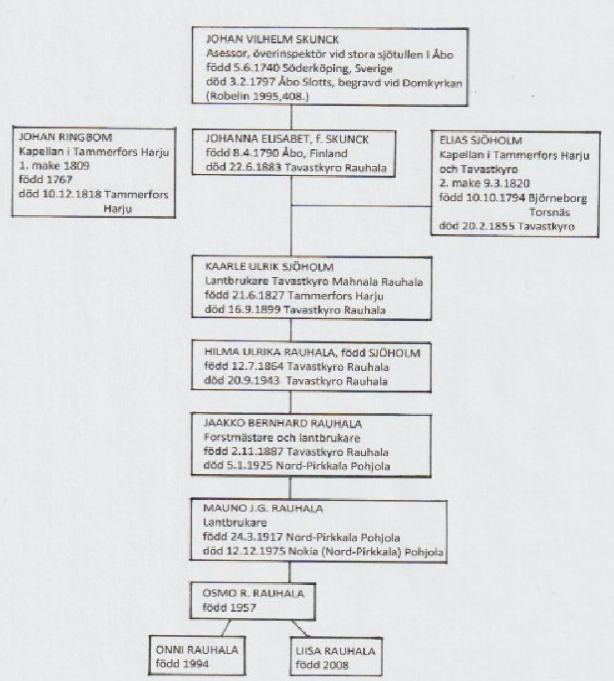 JOHAN VILHELM SKUNCK
Asessor, överinspektör vid stora sjötullen i Åbo
född 5.6.1740 Söderköping, Sverige
död 3.2.1797 Åbo Slotts, begravd vid Domkyrkan
(Robelin 1995,408.)
JOHAN RINGBOM
Kapellan i Tammerfors Harju
1. make 1809
född 1767
död 10.12.1818 Tammerfors
Harju
JOHANNA ELISABET, f. SKUNCK
född 8.4.1790 Åbo, Finland
död 22.6.1883 Tavastkyro Rauhala
ELIAS SJÖHOLM
Kapellan i Tammerfors Harju
och Tavastkyro
2. make 9.3.1820
född 10.10.1794 Björneborg
Torsnäs
död 20.2.1855 Tavastkyro
KAARLE ULRIK SJÖHOLM
Lantbrukare Tavastkyro Mahnala Rauhala
född 21.6.1827 Tammerfors Harju
död 16.9.1899 Tavastkyro Rauhala
HILMA ULRIKA RAUHALA, född SJÖHOLM
född 12.7.1864 Tavastkyro Rauhala
död 20.9.1943 Tavastkyro Rauhala
JAAKKO BERNHARD RAUHALA
Forstmästare och lantbrukare
född 2.11.1887 Tavastkyro Rauhala
död 5.1.1925 Nord-Pirkkala Pohjola
MAUNO J.G. RAUHALA
Lantbrukare
född 24.3.1917 Nord-Pirkkala Pohjola
död 12.12.1975 Nokia (Nord-Pirkkala) Pohjola
OSMO R. RAUHALA
född 1957
ONNI RAUHALA
född 1994
LIISA RAUHALA
född 2008